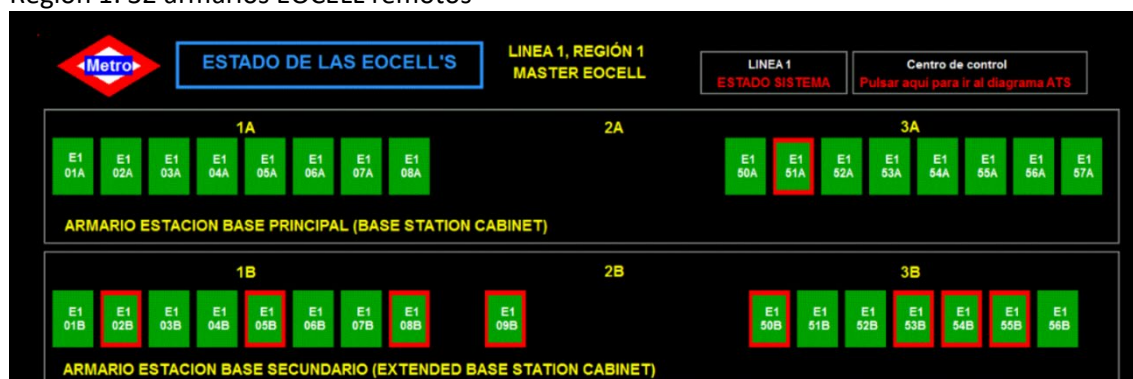 Región 1: 32 armarios EOCELL remotos
Metro
ESTADO DE LAS EOCELL'S
LINEA 1, REGIÓN 1
MASTER EOCELL
LINEA 1
ESTADO SISTEMA
Centro de control
Pulsar aquí para ir al diagrama ATS
1A 2A 3A
E1 E1 E1 E1 E1 E1 E1 E1 E1 E1 E1 E1 E1 E1 E1 E1
01A 02A 03A 04A 05A 06A 07A 08A 50A 51A 52A 53A 54A 55A 56A 57A
ARMARIO ESTACION BASE PRINCIPAL (BASE STATION CABINET)
1B 2B 3B
E1 E1 E1 E1 E1 E1 E1 E1 E1 E1 E1 E1 E1 E1 E1 E1
01B 02B 03B 04B 05B 06B 07B 08B 09B 50B 51B 52B 53B 54B 55B 56B
ARMARIO ESTACION BASE SECUNDARIO (EXTENDED BASE STATION CABINET)